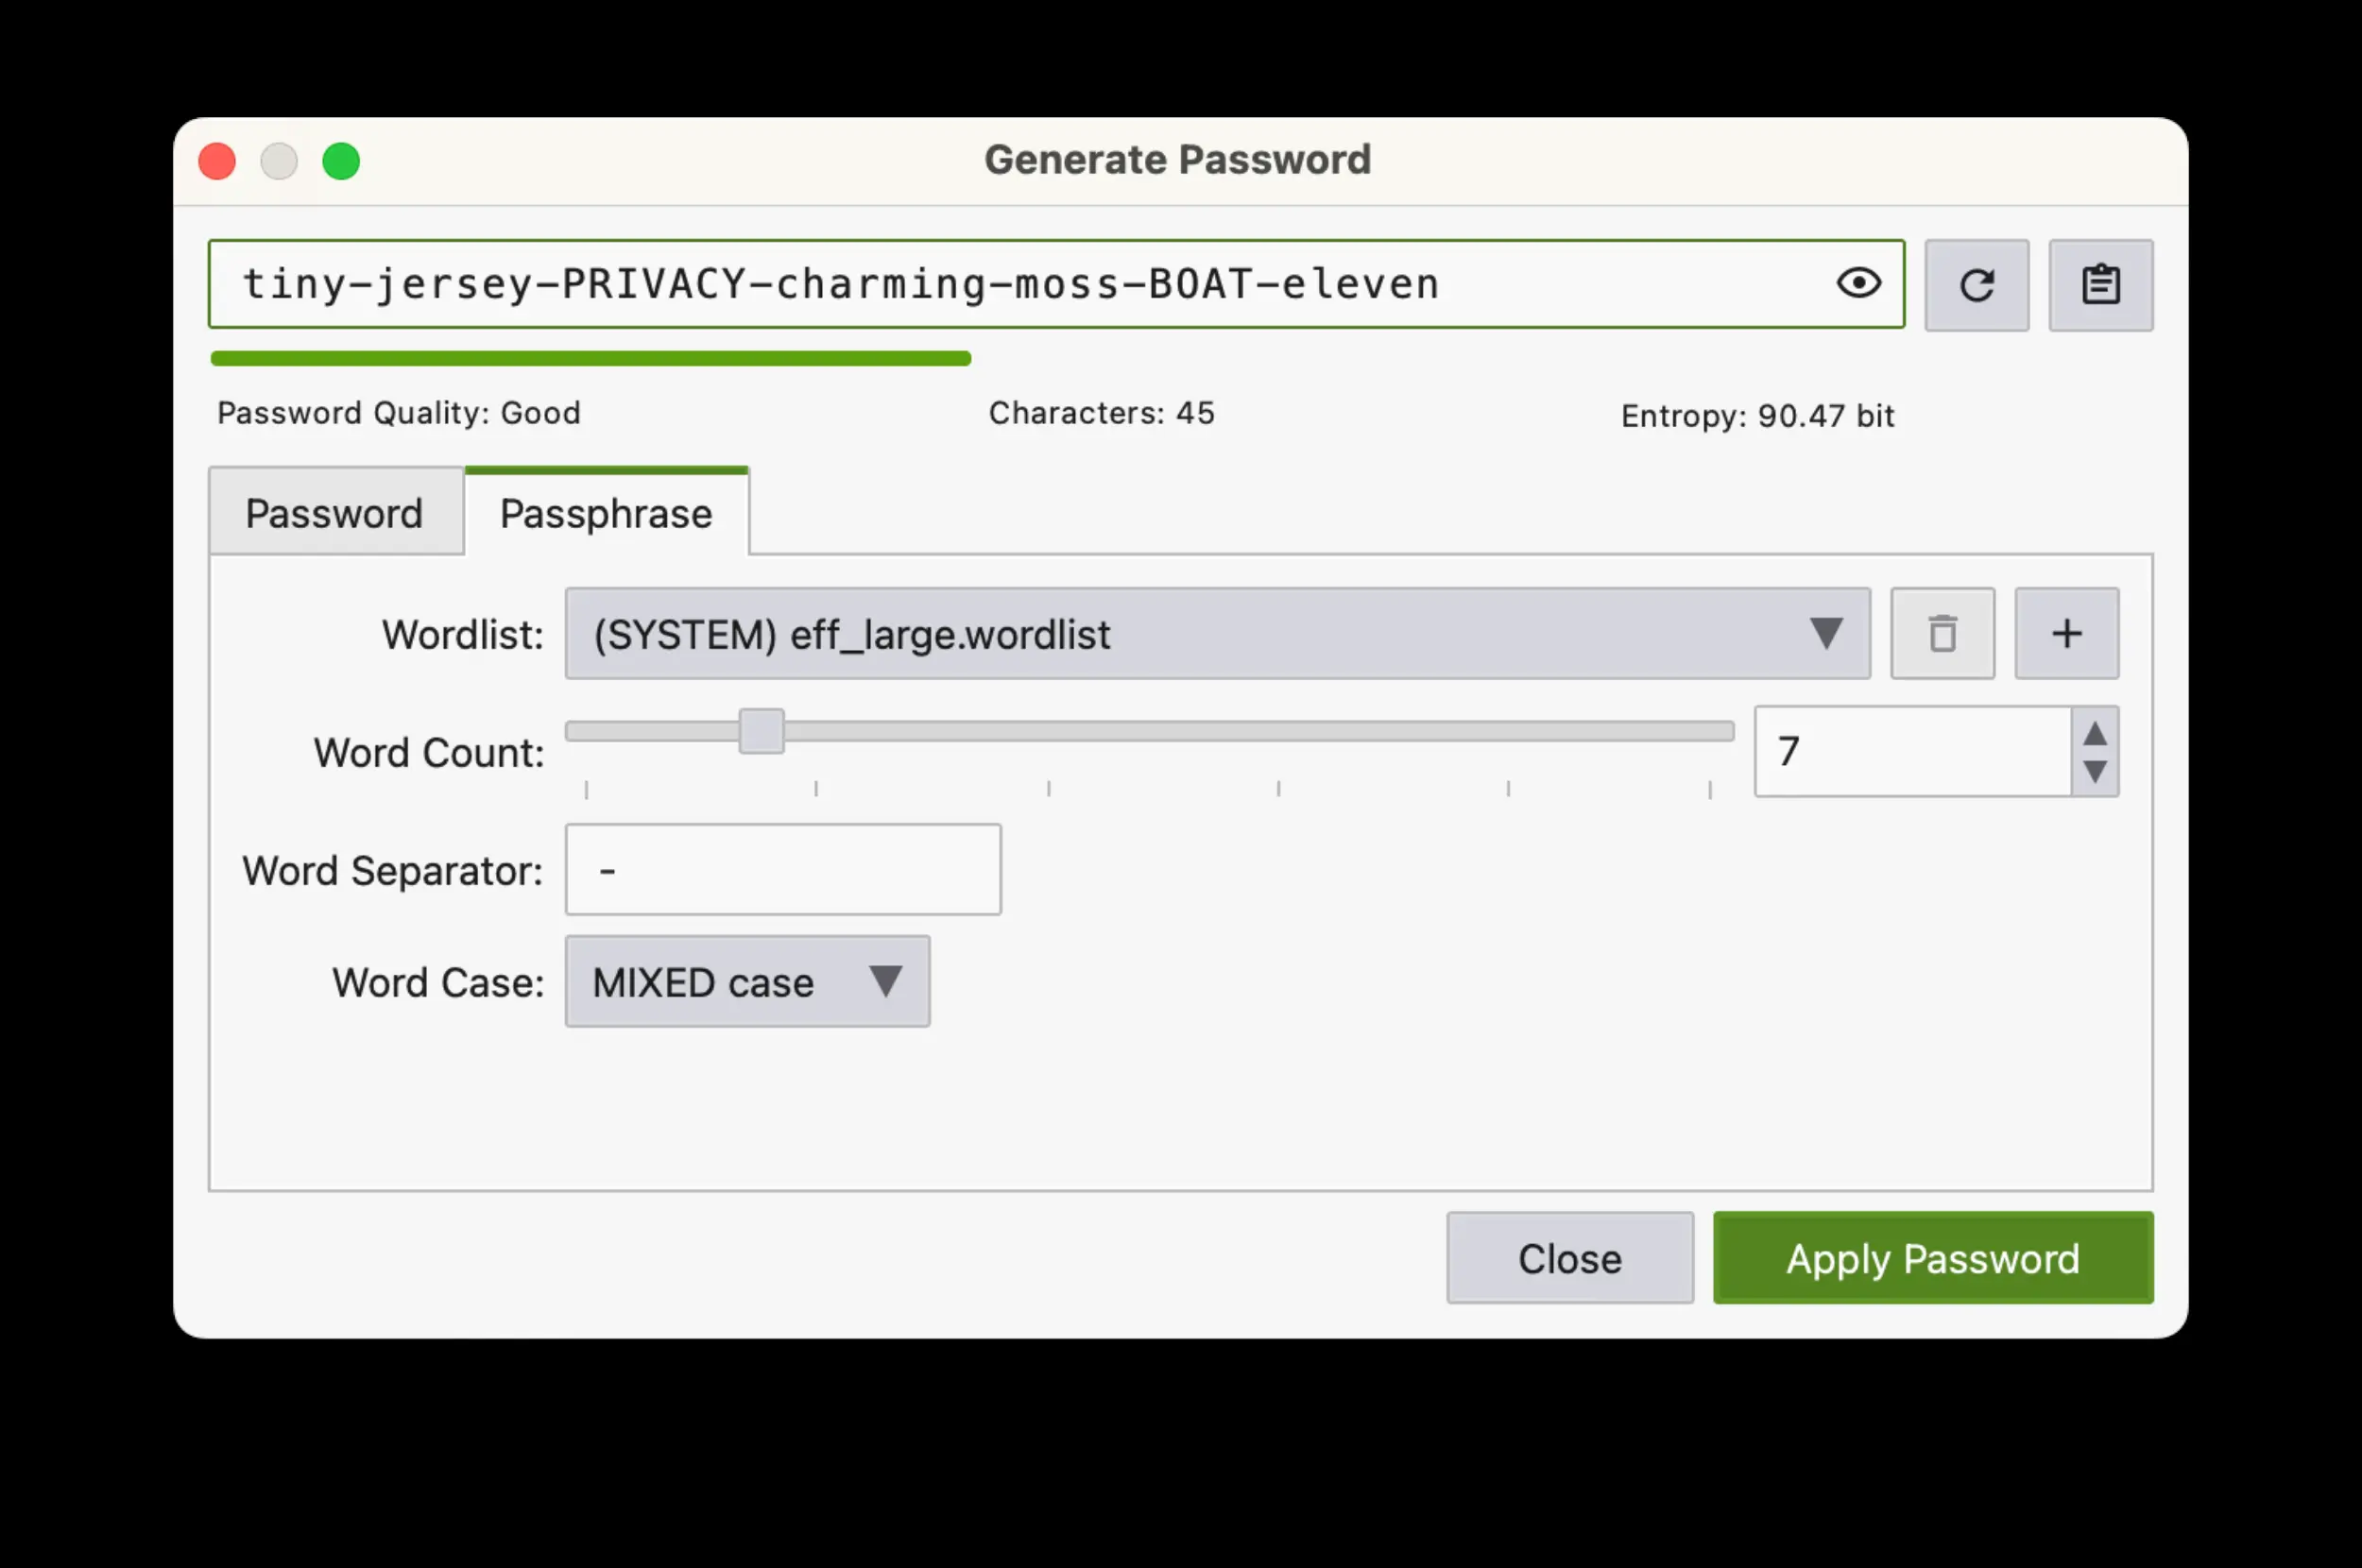 Generate Password
tiny-jersey-PRIVACY-charming-moss-BOAT-eleven
Password Quality: Good Characters: 45 Entropy: 90.47 bit
Password Passphrase
Wordlist: (SYSTEM) eff_large.wordlist +
Word Count: 7
Word Separator: -
Word Case: MIXED case
Close Apply Password